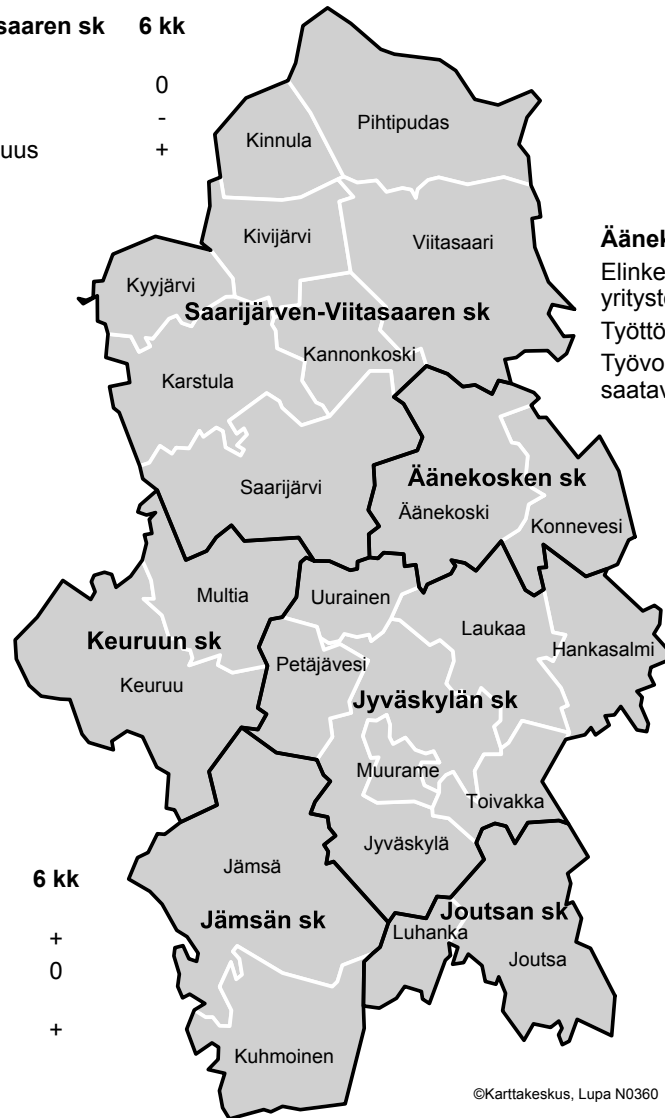 saaren sk 6 kk
0
-
uus +
Pihtipudas
Kinnula
Kivijärvi
Viitasaari
Kyyjärvi
Saarijärven-Viitasaaren sk
Kannonkoski
Karstula
Saarijärvi
Äänek
Elinke
yritysto
Työttö
Työvo
saatav
Äänekosken sk
Äänekoski
Konnevesi
Multia
Uurainen
Laukaa
Hankasalmi
Keuruun sk
Petäjävesi
Keuruu
Jyväskylän sk
Muurame
Toivakka
Jyväskylä
Jämsä
6 kk
Jämsän sk
Joutsan sk
Luhanka
Joutsa
+
0
+
Kuhmoinen
©Karttakeskus, Lupa N0360